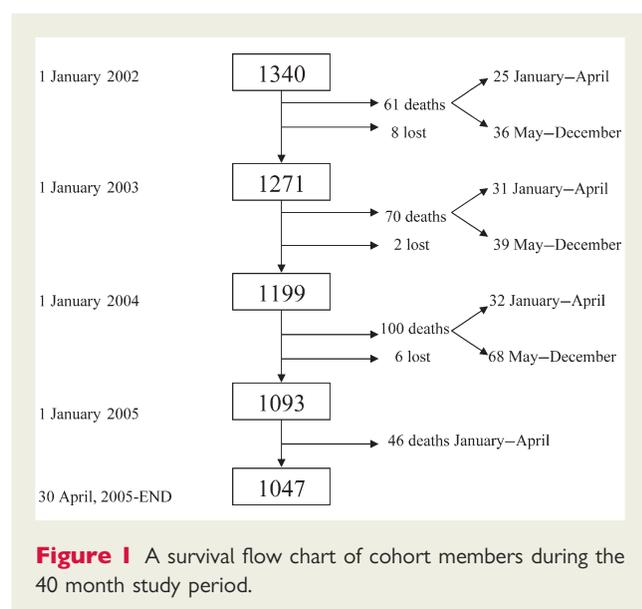 1 January 2002
1340
25 January–April
61 deaths
8 lost
36 May–December
1 January 2003
1271
31 January–April
70 deaths
2 lost
39 May–December
1 January 2004
1199
32 January–April
100 deaths
6 lost
68 May–December
1 January 2005
1093
46 deaths January–April
30 April, 2005-END
1047
Figure 1 A survival flow chart of cohort members during the
40 month study period.